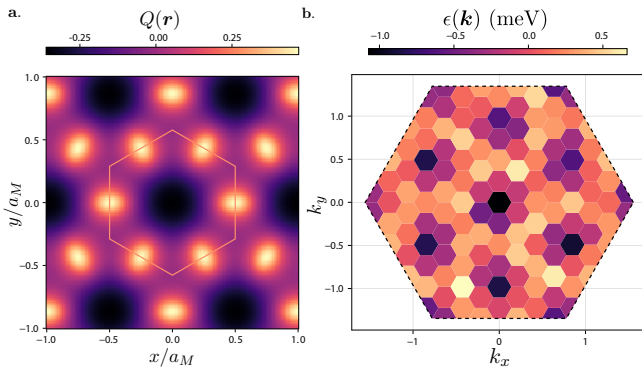 a.
Q(r)
−0.25 0.00 0.25
1.0
0.5
0.0
−0.5
−1.0
y/a_M
−1.0 −0.5 0.0 0.5 1.0
x/a_M
b.
ϵ(k) (meV)
−1.0 −0.5 0.0 0.5
1.0
0.5
0.0
−0.5
−1.0
k_y
−1 0 1
k_x